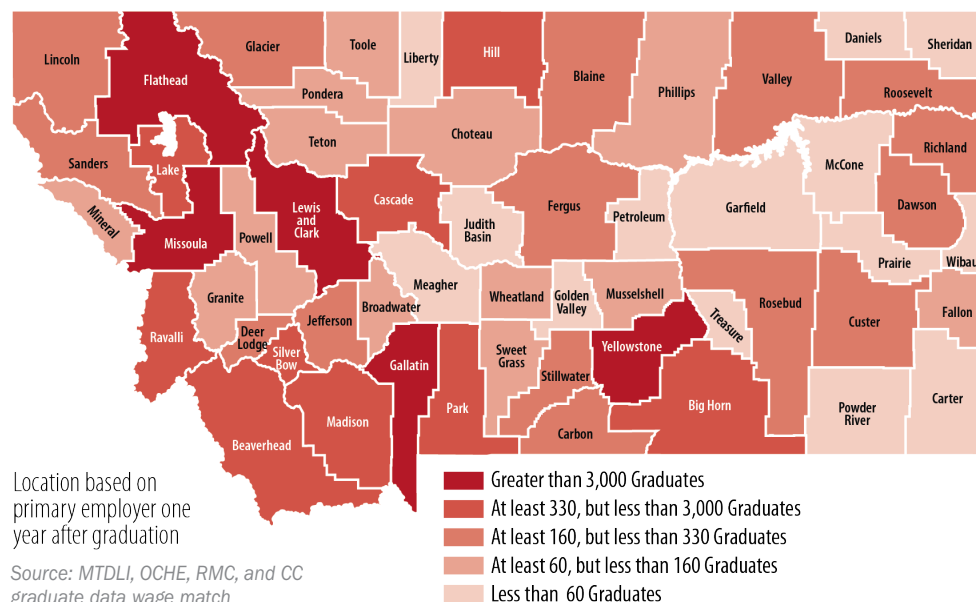 Lincoln
Flathead
Glacier
Toole
Liberty
Hill
Blaine
Phillips
Valley
Daniels
Sheridan
Roosevelt
Pondera
Teton
Choteau
Sanders
Lake
Mineral
Missoula
Powell
Lewis
and
Clark
Cascade
Judith
Basin
Fergus
Petroleum
Garfield
McCone
Richland
Dawson
Prairie
Wibau
Granite
Deer
Lodge
Silver
Bow
Jefferson
Broadwater
Meagher
Wheatland
Golden
Valley
Musselshell
Treasure
Rosebud
Custer
Fallon
Ravalli
Gallatin
Sweet
Grass
Stillwater
Yellowstone
Beaverhead
Madison
Park
Carbon
Big Horn
Powder
River
Carter
Location based on
primary employer one
year after graduation
Source: MTDLI, OCHE, RMC, and CC
graduate data wage match
Greater than 3,000 Graduates
At least 330, but less than 3,000 Graduates
At least 160, but less than 330 Graduates
At least 60, but less than 160 Graduates
Less than 60 Graduates